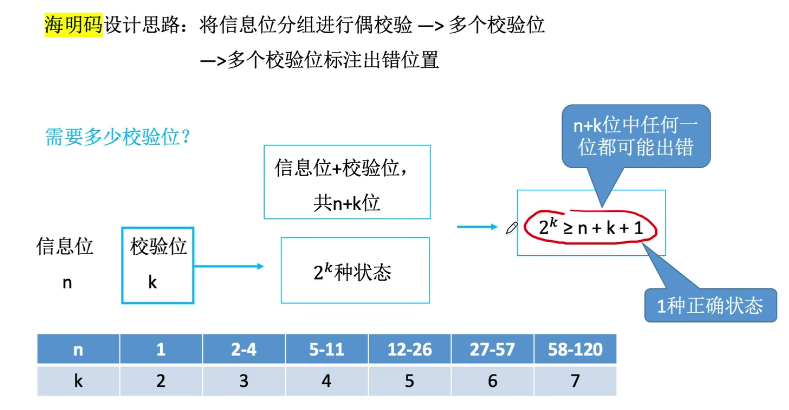 海明码设计思路：将信息位分组进行偶校验 —> 多个校验位
—>多个校验位标注出错位置
需要多少校验位？
n+k位中任何一
位都可能出错
信息位+校验位，
共n+k位
2ᵏ ≥ n + k + 1
信息位
n
校验位
k
2ᵏ种状态
1种正确状态
n 1 2-4 5-11 12-26 27-57 58-120
k 2 3 4 5 6 7